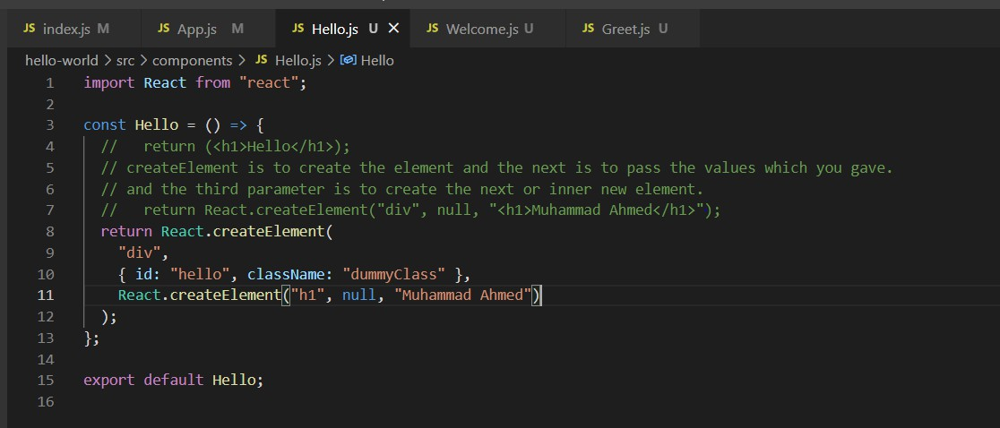 JS index.js M JS App.js M JS Hello.js U × JS Welcome.js U JS Greet.js U
hello-world > src > components > JS Hello.js > Hello
1 import React from "react";
2
3 const Hello = () => {
4   //   return (<h1>Hello</h1>);
5   // createElement is to create the element and the next is to pass the values which you gave.
6   // and the third parameter is to create the next or inner new element.
7   //   return React.createElement("div", null, "<h1>Muhammad Ahmed</h1>");
8   return React.createElement(
9     "div",
10     { id: "hello", className: "dummyClass" },
11     React.createElement("h1", null, "Muhammad Ahmed")
12   );
13 };
14
15 export default Hello;
16